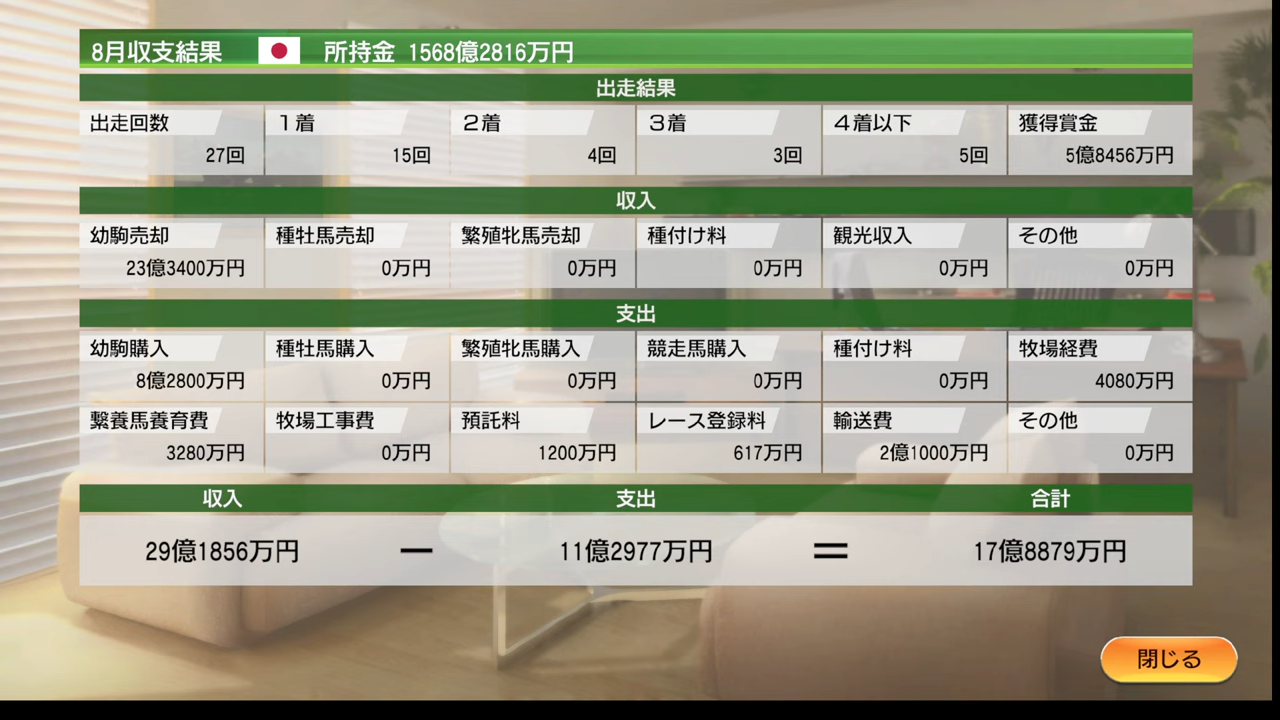 8月収支結果 所持金 1568億2816万円
出走結果
出走回数 1着 2着 3着 4着以下 獲得賞金
27回 15回 4回 3回 5回 5億8456万円
収入
幼駒売却 種牡馬売却 繁殖牝馬売却 種付け料 観光収入 その他
23億3400万円 0万円 0万円 0万円 0万円 0万円
支出
幼駒購入 種牡馬購入 繁殖牝馬購入 競走馬購入 種付け料 牧場経費
8億2800万円 0万円 0万円 0万円 0万円 4080万円
繋養馬養育費 牧場工事費 預託料 レース登録料 輸送費 その他
3280万円 0万円 1200万円 617万円 2億1000万円 0万円
収入 支出 合計
29億1856万円 － 11億2977万円 ＝ 17億8879万円
閉じる